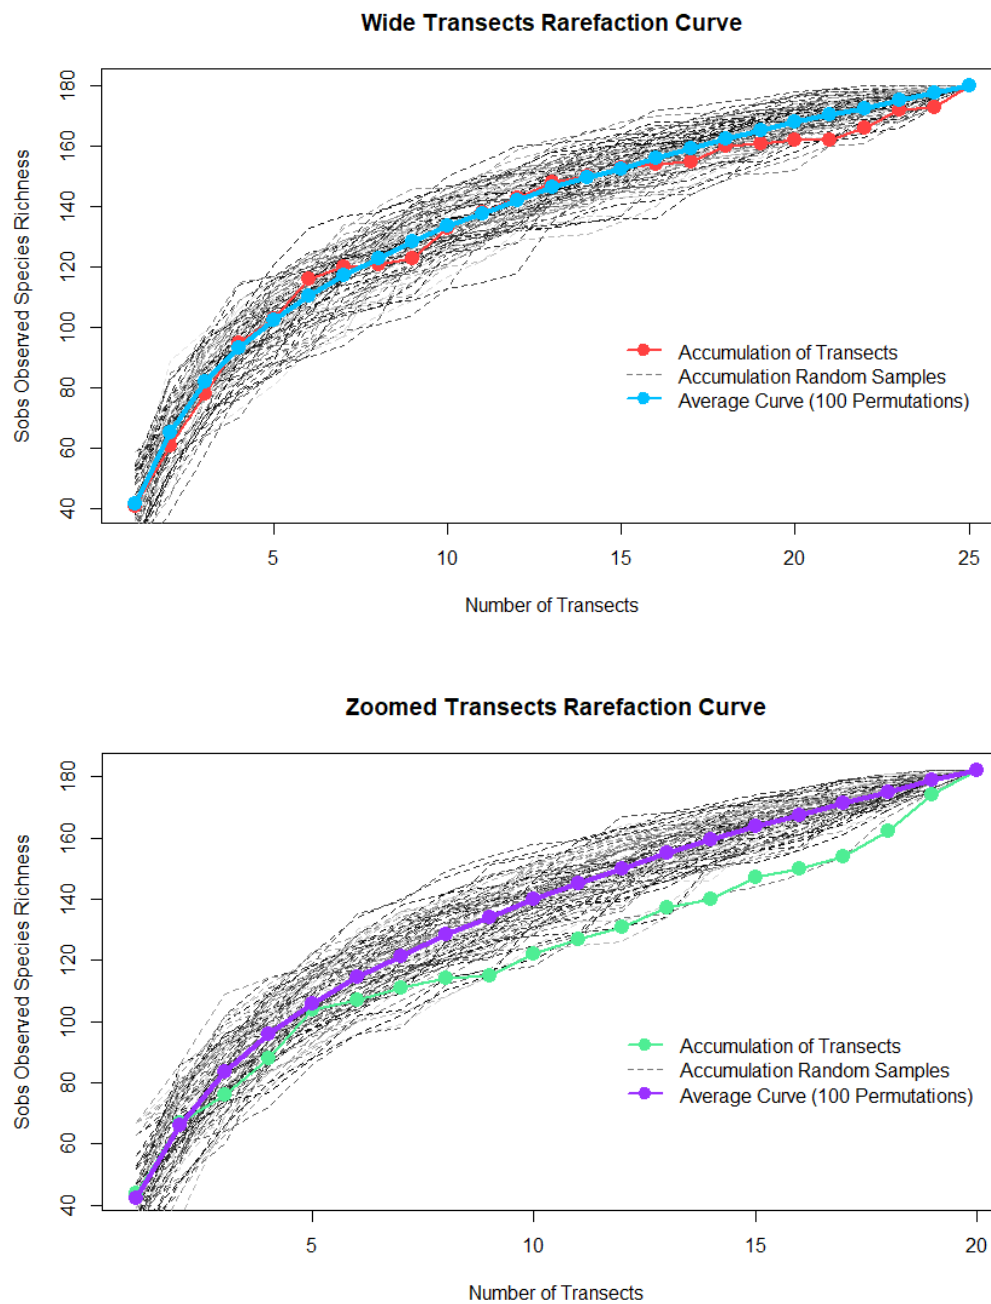 Wide Transects Rarefaction Curve
Sobs Observed Species Richness
180
160
140
120
100
80
60
40
Accumulation of Transects
Accumulation Random Samples
Average Curve (100 Permutations)
5 10 15 20 25
Number of Transects
Zoomed Transects Rarefaction Curve
Sobs Observed Species Richness
180
160
140
120
100
80
60
40
Accumulation of Transects
Accumulation Random Samples
Average Curve (100 Permutations)
5 10 15 20
Number of Transects